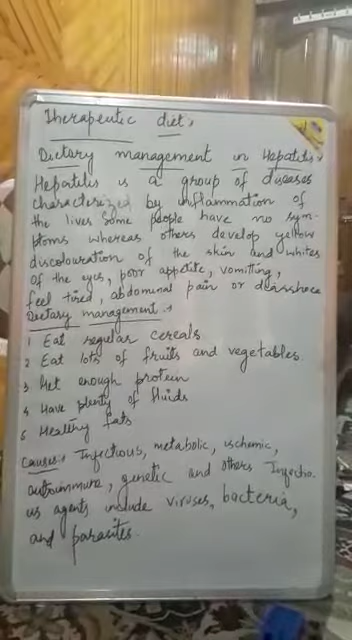 Therapeutic diet,
Dietary management in Hepatitis,
Hepatitis is a group of diseases
characterized by inflammation of
the lives Some people have no sym-
ptoms whereas others develop yellow
discolouration of the skin and whites
of the eyes, poor appetite, vomitting,
feel tired, abdominal pain or diarrhoea
Dietary management :
1 Eat regular cereals
2 Eat lots of fruits and vegetables
3 Get enough protein
4 Have plenty of fluids
5 Healthy fats
Causes: Infectious, metabolic, ischemic,
autoimmune, genetic and others Infectio-
us agents include viruses, bacteria,
and parasites.